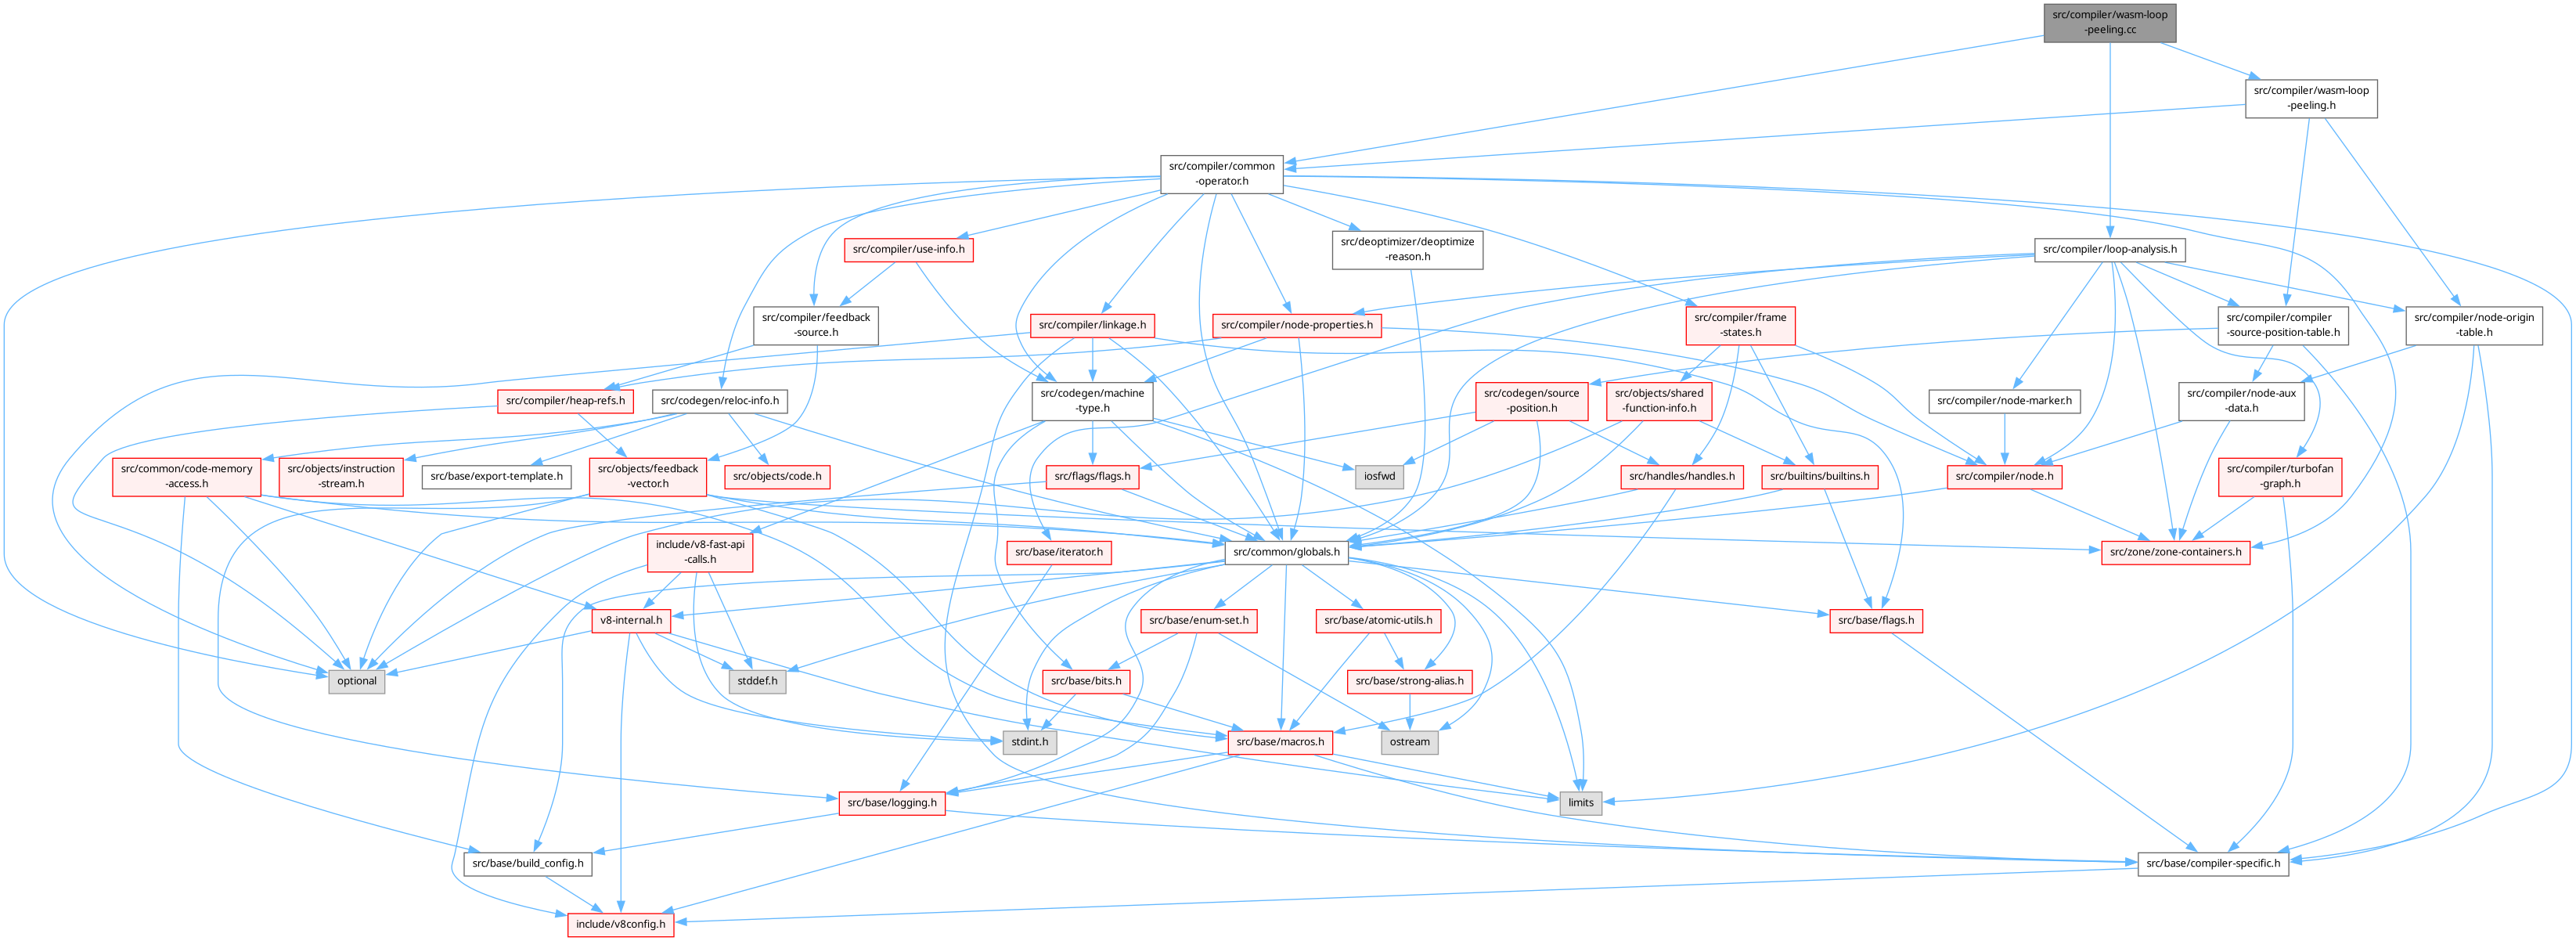 src/compiler/wasm-loop
-peeling.cc
src/compiler/wasm-loop
-peeling.h
src/compiler/common
-operator.h
src/compiler/use-info.h
src/deoptimizer/deoptimize
-reason.h
src/compiler/loop-analysis.h
src/compiler/feedback
-source.h
src/compiler/linkage.h
src/compiler/node-properties.h
src/compiler/frame
-states.h
src/compiler/compiler
-source-position-table.h
src/compiler/node-origin
-table.h
src/compiler/heap-refs.h
src/codegen/reloc-info.h
src/codegen/machine
-type.h
src/codegen/source
-position.h
src/objects/shared
-function-info.h
src/compiler/node-marker.h
src/compiler/node-aux
-data.h
src/common/code-memory
-access.h
src/objects/instruction
-stream.h
src/base/export-template.h
src/objects/feedback
-vector.h
src/objects/code.h
src/flags/flags.h
iosfwd
src/handles/handles.h
src/builtins/builtins.h
src/compiler/node.h
src/compiler/turbofan
-graph.h
include/v8-fast-api
-calls.h
src/base/iterator.h
src/common/globals.h
src/zone/zone-containers.h
v8-internal.h
src/base/enum-set.h
src/base/atomic-utils.h
src/base/flags.h
optional
stddef.h
src/base/bits.h
src/base/strong-alias.h
stdint.h
src/base/macros.h
ostream
src/base/logging.h
limits
src/base/build_config.h
src/base/compiler-specific.h
include/v8config.h